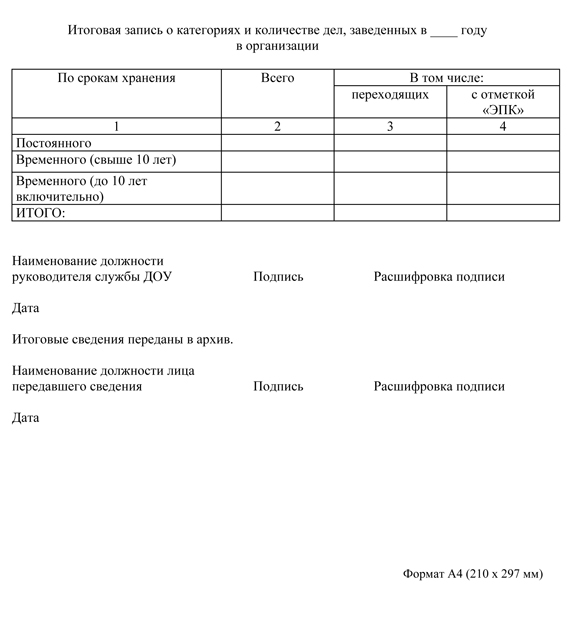 Итоговая запись о категориях и количестве дел, заведенных в ____ году
в организации
По срокам хранения Всего В том числе:
переходящих с отметкой
«ЭПК»
1 2 3 4
Постоянного
Временного (свыше 10 лет)
Временного (до 10 лет
включительно)
ИТОГО:
Наименование должности
руководителя службы ДОУ Подпись Расшифровка подписи
Дата
Итоговые сведения переданы в архив.
Наименование должности лица
передавшего сведения Подпись Расшифровка подписи
Дата
Формат А4 (210 х 297 мм)